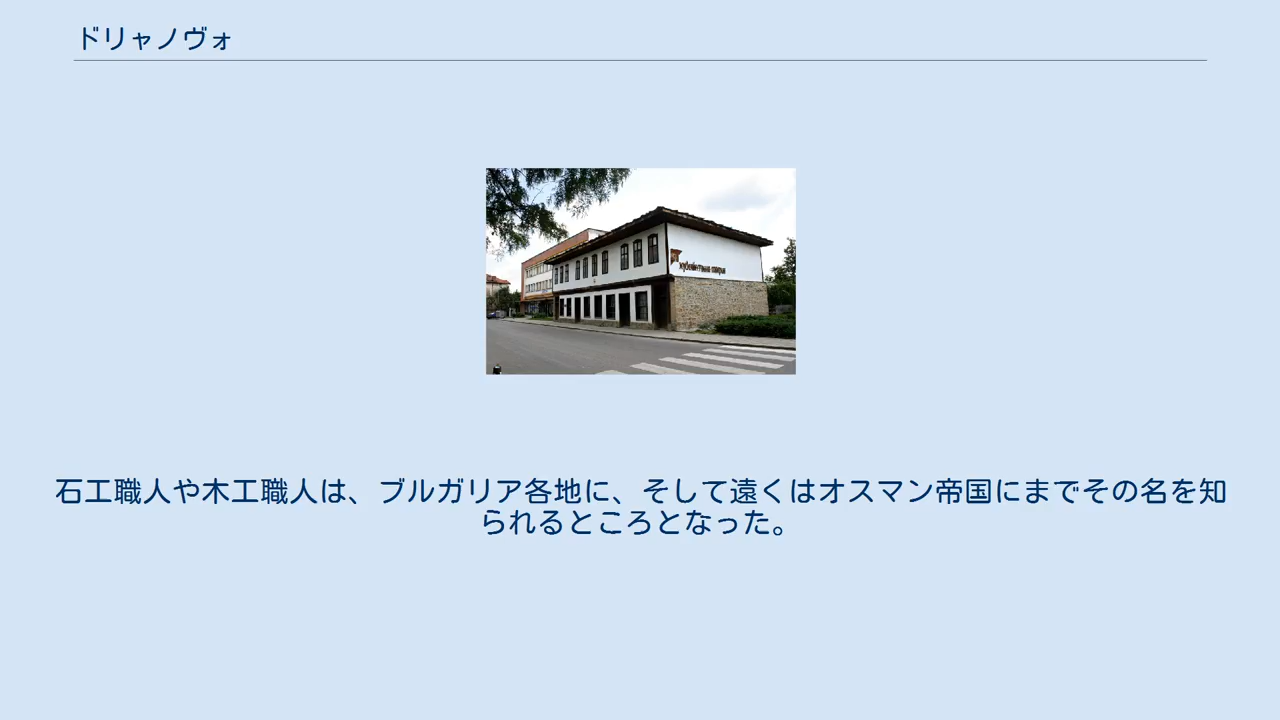 ドリャノヴォ
石工職人や木工職人は、ブルガリア各地に、そして遠くはオスマン帝国にまでその名を知
られるところとなった。